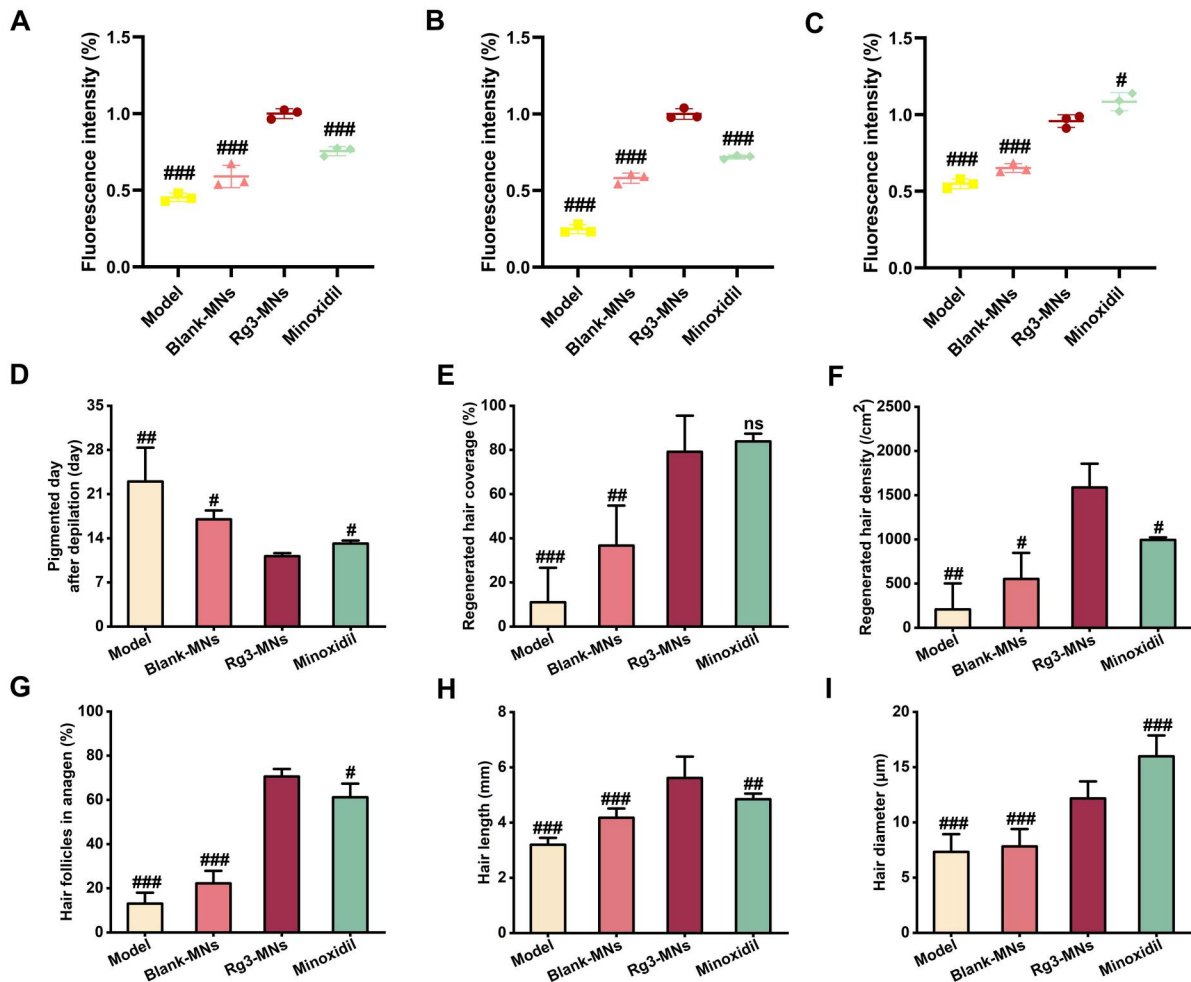 A
Fluorescence intensity (%)
1.5
1.0
0.5
0.0
###
###
###
Model
Blank-MNs
Rg3-MNs
Minoxidil
B
Fluorescence intensity (%)
1.5
1.0
0.5
0.0
###
###
###
Model
Blank-MNs
Rg3-MNs
Minoxidil
C
Fluorescence intensity (%)
1.5
1.0
0.5
0.0
###
###
#
Model
Blank-MNs
Rg3-MNs
Minoxidil
D
Pigmented day
after depilation (day)
35
28
21
14
7
0
##
#
#
Model
Blank-MNs
Rg3-MNs
Minoxidil
E
Regenerated hair coverage (%)
100
80
60
40
20
0
###
##
ns
Model
Blank-MNs
Rg3-MNs
Minoxidil
F
Regenerated hair density (/cm²)
2500
2000
1500
1000
500
0
##
#
#
Model
Blank-MNs
Rg3-MNs
Minoxidil
G
Hair follicles in anagen (%)
100
80
60
40
20
0
###
###
#
Model
Blank-MNs
Rg3-MNs
Minoxidil
H
Hair length (mm)
8
6
4
2
0
###
###
##
Model
Blank-MNs
Rg3-MNs
Minoxidil
I
Hair diameter (μm)
20
15
10
5
0
###
###
###
Model
Blank-MNs
Rg3-MNs
Minoxidil